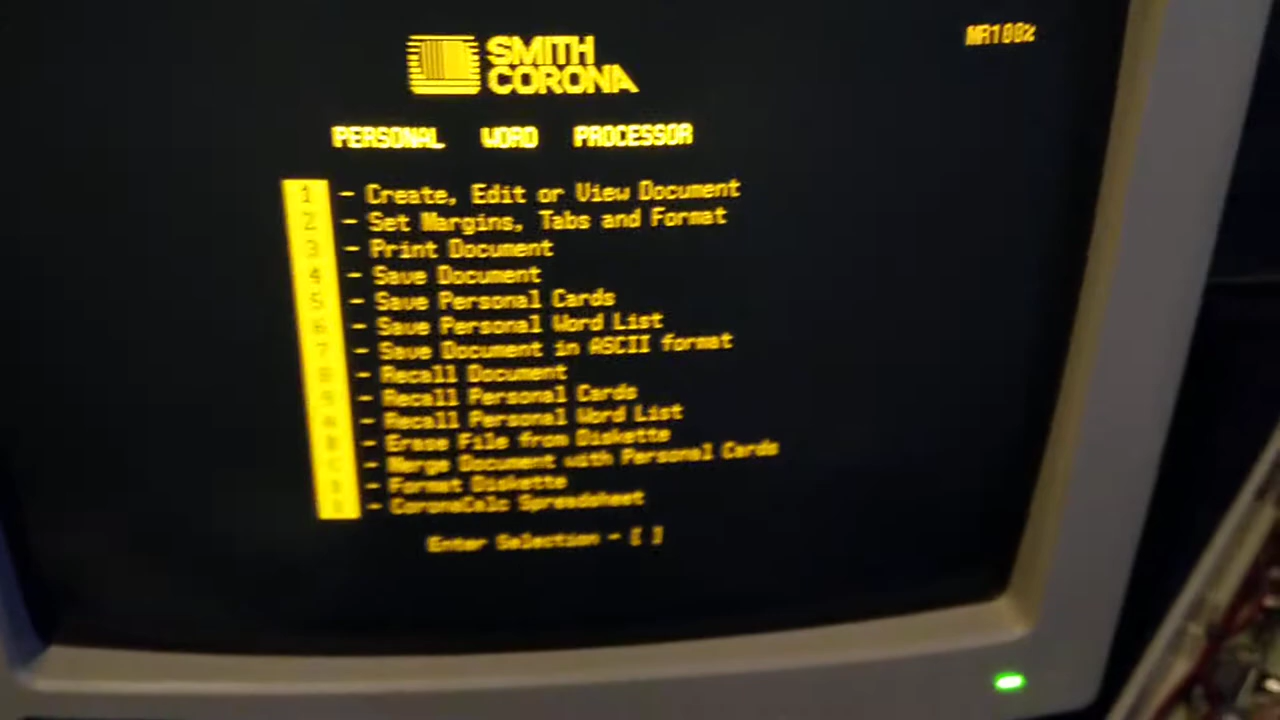 SMITH
CORONA
MR100%
PERSONAL WORD PROCESSOR
1 - Create, Edit or View Document
2 - Set Margins, Tabs and Format
3 - Print Document
4 - Save Document
5 - Save Personal Cards
6 - Save Personal Word List
7 - Save Document in ASCII format
8 - Recall Document
9 - Recall Personal Cards
A - Recall Personal Word List
B - Erase File from Diskette
C - Merge Document with Personal Cards
- Format Diskette
- CoronaCalc Spreadsheet
Enter Selection - [ ]